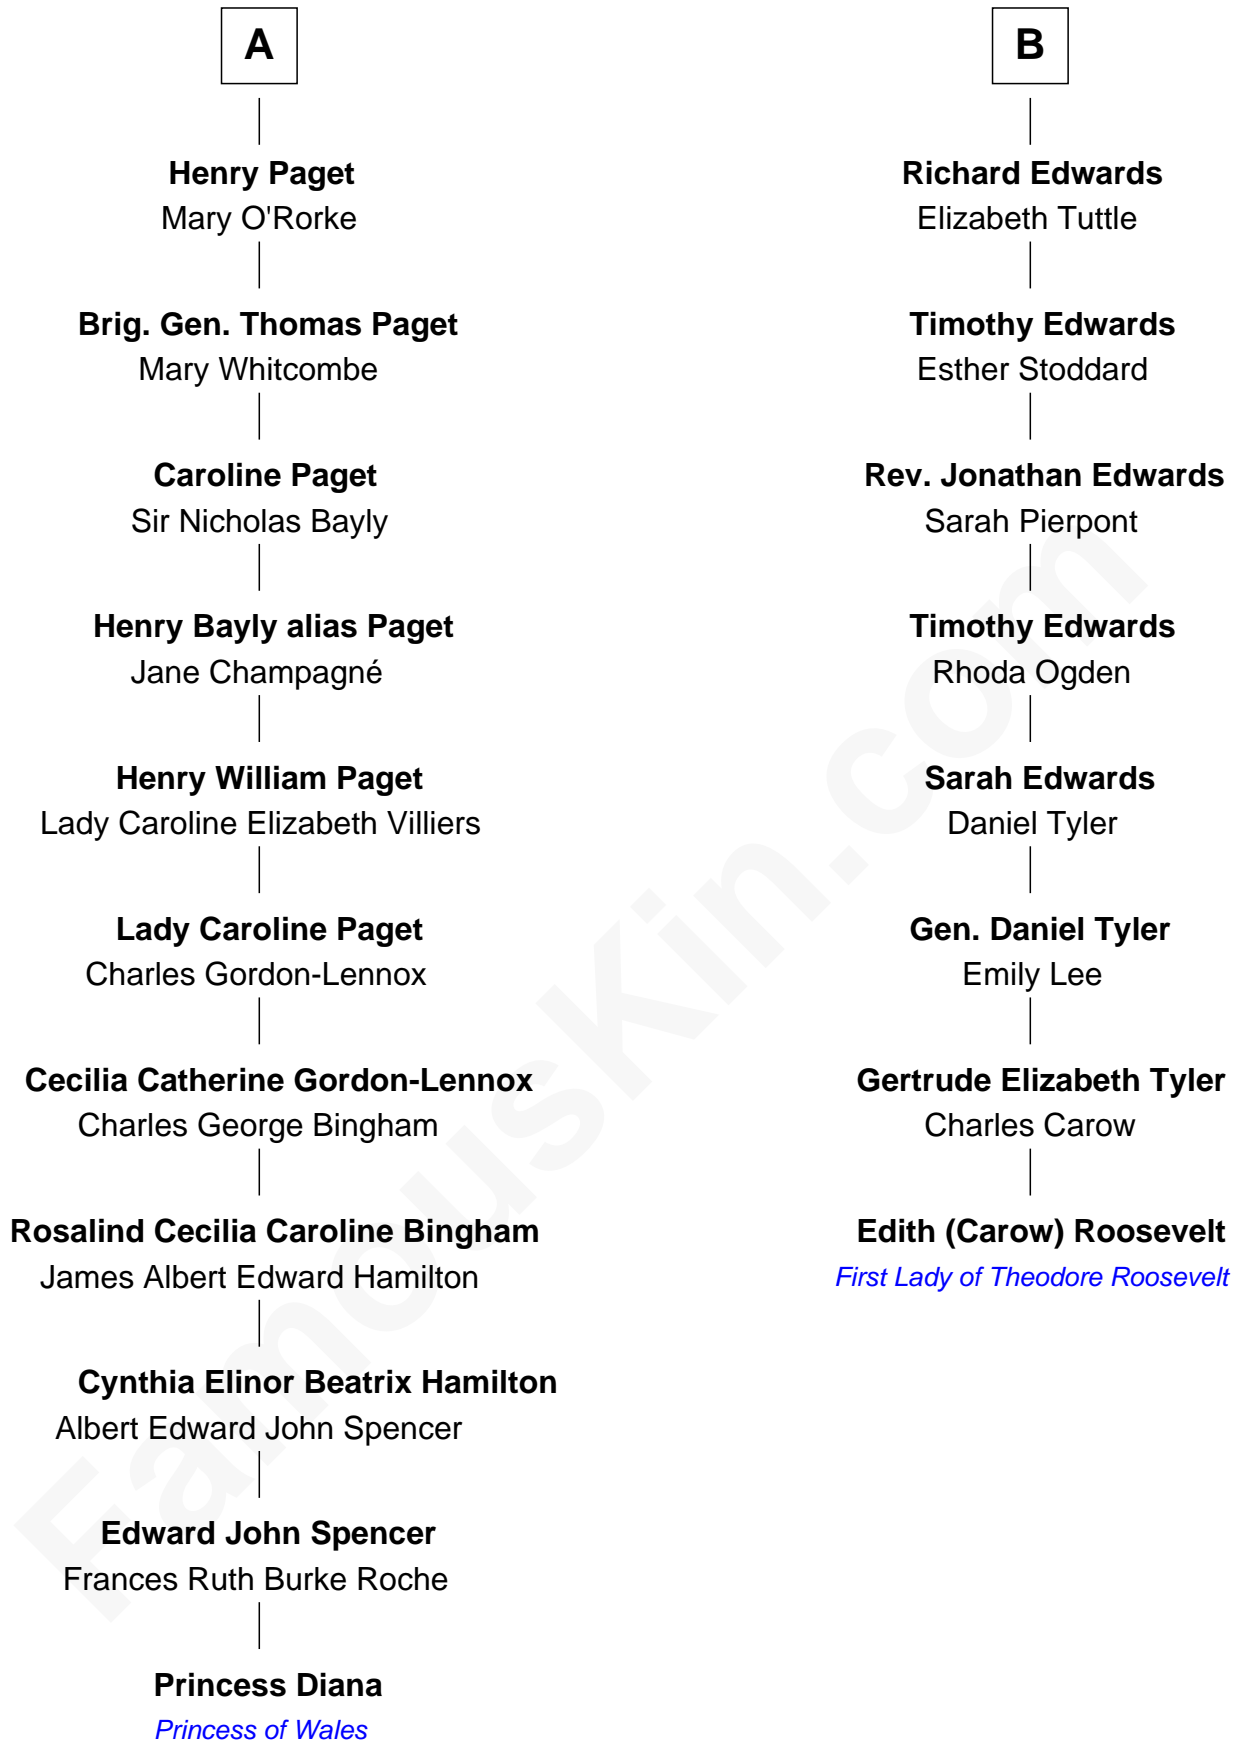 A
Henry Paget
Mary O'Rorke
Brig. Gen. Thomas Paget
Mary Whitcombe
Caroline Paget
Sir Nicholas Bayly
Henry Bayly alias Paget
Jane Champagné
Henry William Paget
Lady Caroline Elizabeth Villiers
Lady Caroline Paget
Charles Gordon-Lennox
Cecilia Catherine Gordon-Lennox
Charles George Bingham
Rosalind Cecilia Caroline Bingham
James Albert Edward Hamilton
Cynthia Elinor Beatrix Hamilton
Albert Edward John Spencer
Edward John Spencer
Frances Ruth Burke Roche
Princess Diana
Princess of Wales
B
Richard Edwards
Elizabeth Tuttle
Timothy Edwards
Esther Stoddard
Rev. Jonathan Edwards
Sarah Pierpont
Timothy Edwards
Rhoda Ogden
Sarah Edwards
Daniel Tyler
Gen. Daniel Tyler
Emily Lee
Gertrude Elizabeth Tyler
Charles Carow
Edith (Carow) Roosevelt
First Lady of Theodore Roosevelt
FamousKin.com